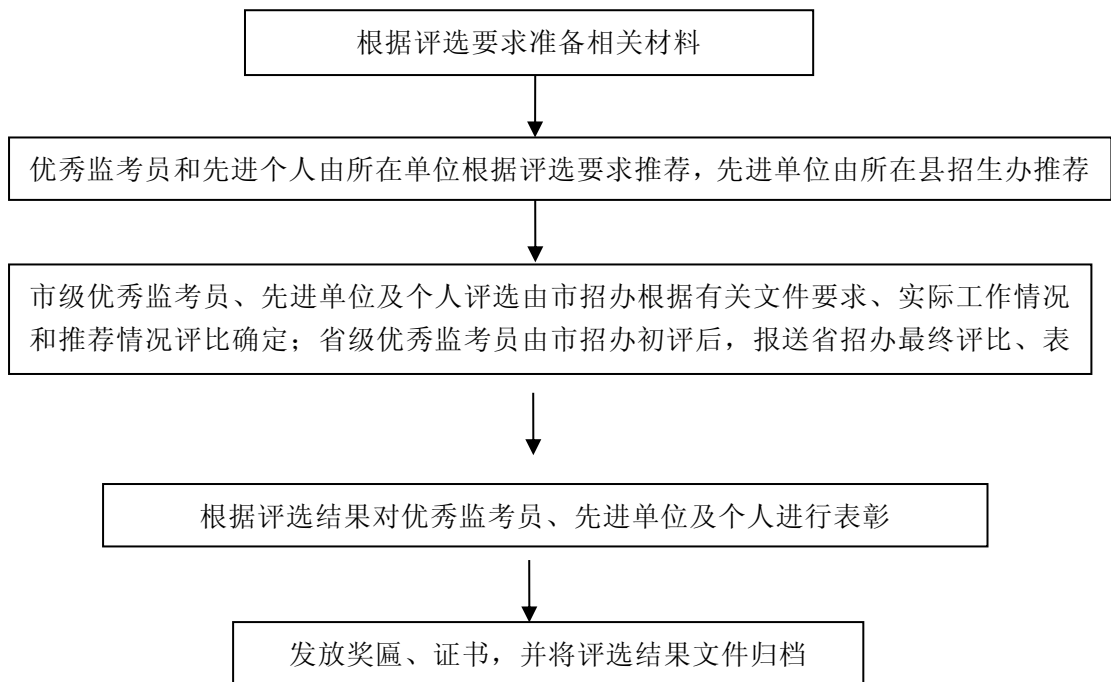 根据评选要求准备相关材料
优秀监考员和先进个人由所在单位根据评选要求推荐，先进单位由所在县招生办推荐
市级优秀监考员、先进单位及个人评选由市招办根据有关文件要求、实际工作情况
和推荐情况评比确定；省级优秀监考员由市招办初评后，报送省招办最终评比、表
根据评选结果对优秀监考员、先进单位及个人进行表彰
发放奖匾、证书，并将评选结果文件归档